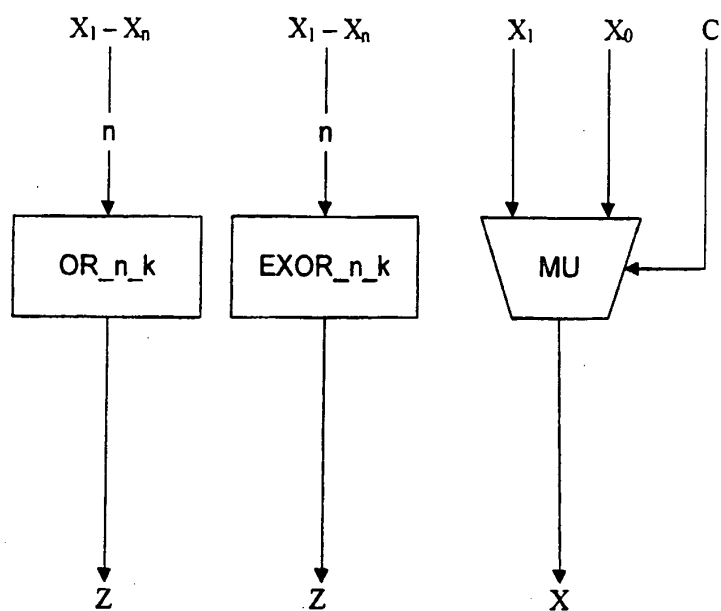 X₁ – Xₙ X₁ – Xₙ X₁ X₀ C
n n
OR_n_k EXOR_n_k MU
Z Z X